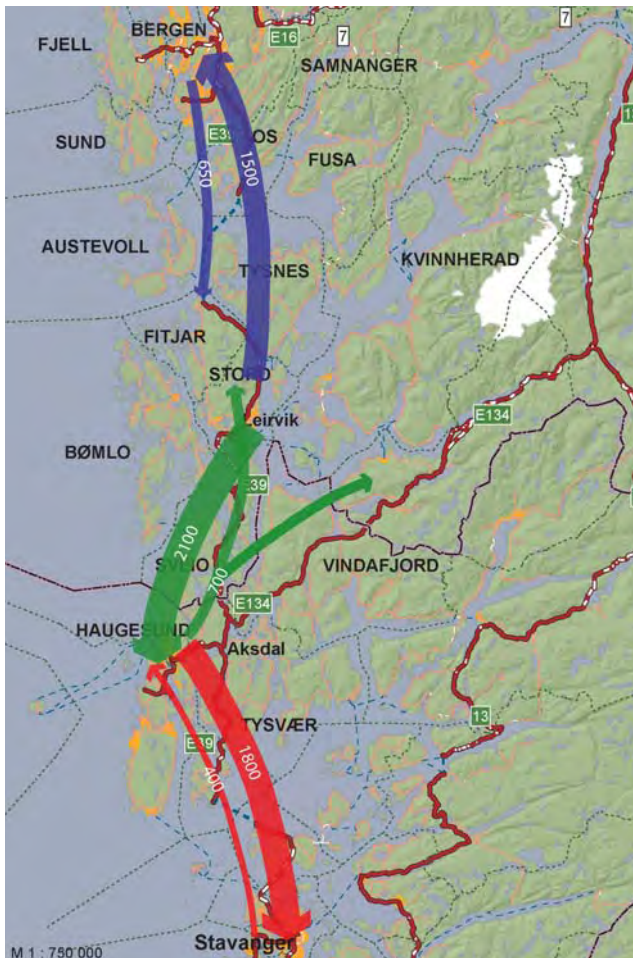 BERGEN
7
7
FJELL
E16
SAMNANGER
SUND
E39
OS
FUSA
650
1500
AUSTEVOLL
TYSNES
KVINNHERAD
FITJAR
STORD
E134
Leirvik
BØMLO
E39
2100
SVEIO
700
VINDAFJORD
E134
HAUGESUND
Aksdal
13
TYSVÆR
E39
1800
400
Stavanger
M 1 : 750 000